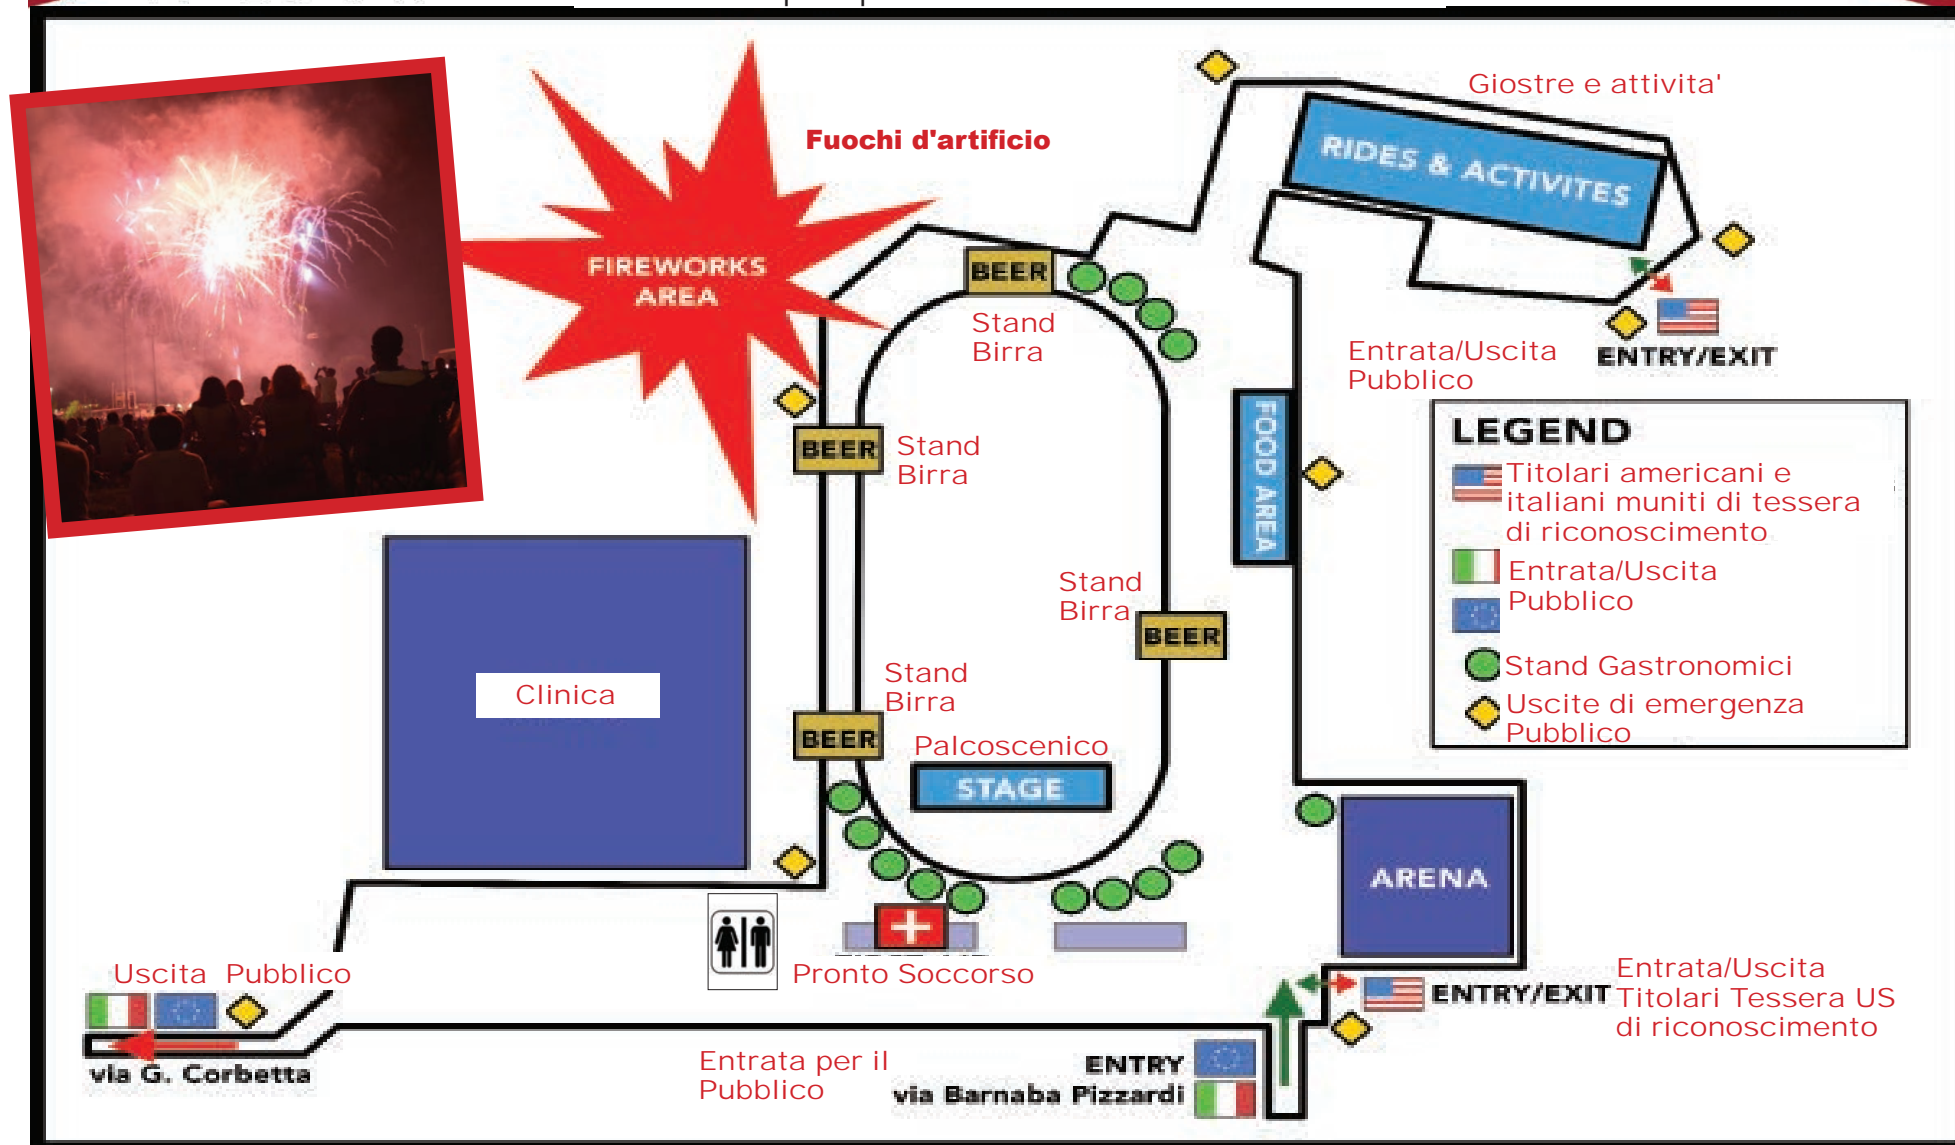 Giostre e attivita'
Fuochi d'artificio
RIDES & ACTIVITES
FIREWORKS
AREA
BEER
Stand
Birra
Entrata/Uscita
Pubblico
ENTRY/EXIT
BEER
Stand
Birra
FOOD AREA
LEGEND
Titolari americani e
italiani muniti di tessera
di riconoscimento
Entrata/Uscita
Pubblico
Stand Gastronomici
Uscite di emergenza
Pubblico
Stand
Birra
BEER
Clinica
Stand
Birra
BEER
Palcoscenico
STAGE
ARENA
Uscita Pubblico
Pronto Soccorso
ENTRY/EXIT
Entrata/Uscita
Titolari Tessera US
di riconoscimento
via G. Corbetta
Entrata per il
Pubblico
ENTRY
via Barnaba Pizzardi